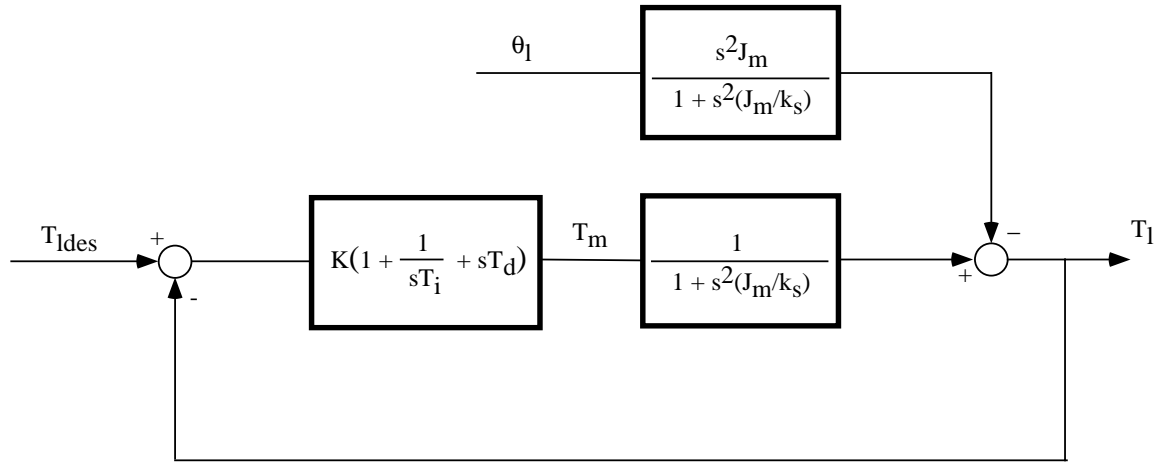 θl
s2Jm
1 + s2(Jm/ks)
Tldes
+
-
K(1 + 1/sTi + sTd)
Tm
1
1 + s2(Jm/ks)
+
–
Tl